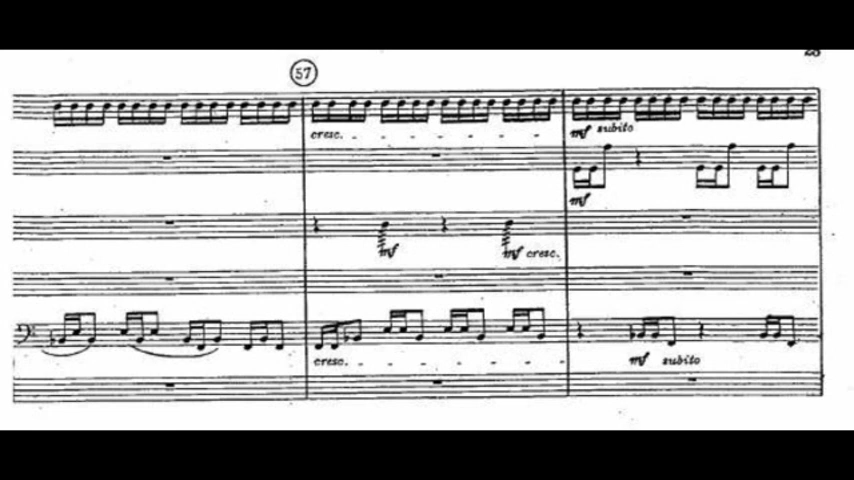 57
cresc.
mf subito
mf
mf
mf cresc.
cresc.
mf subito